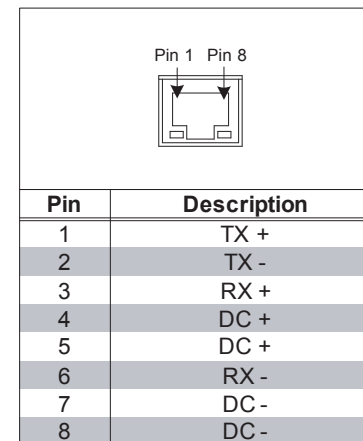 Pin 1 Pin 8
Pin Description
1 TX +
2 TX -
3 RX +
4 DC +
5 DC +
6 RX -
7 DC -
8 DC -